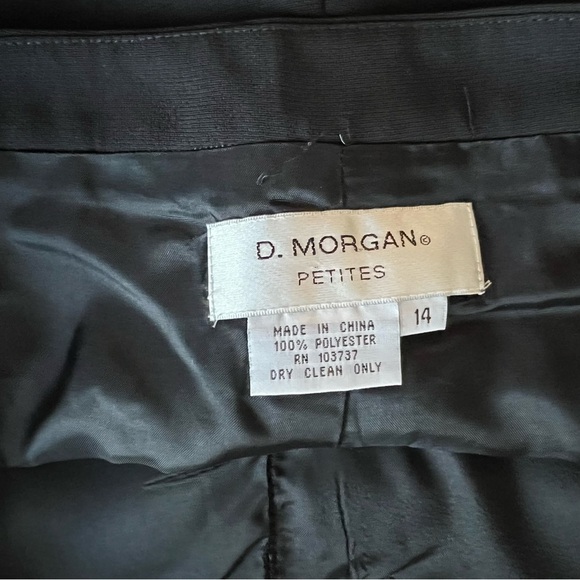 D. MORGAN©
PETITES
14
MADE IN CHINA
100% POLYESTER
RN 103737
DRY CLEAN ONLY